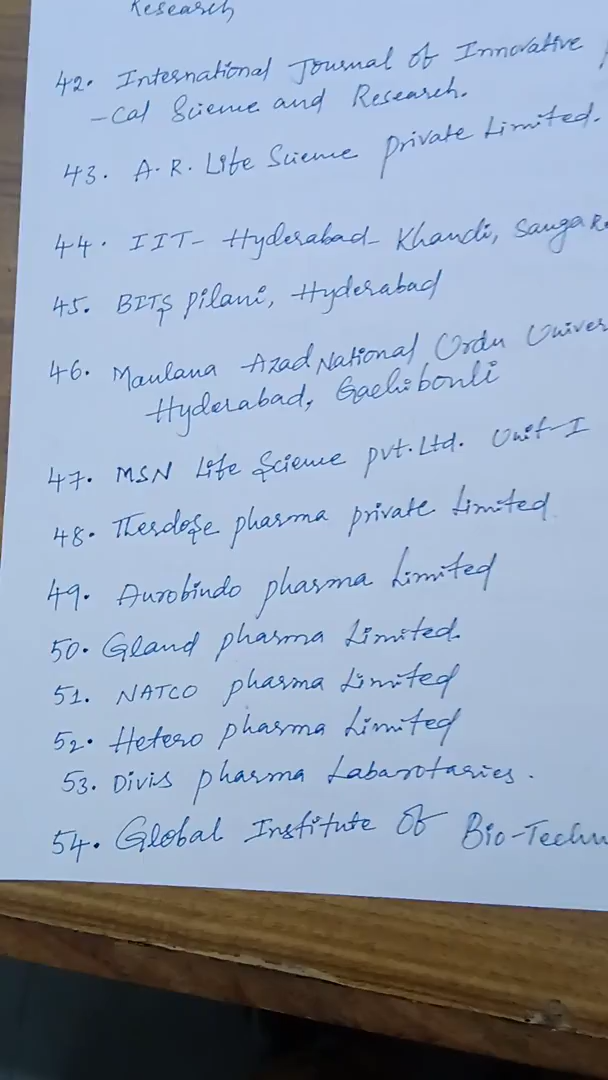 Research
42. International Journal of Innovative
-Cal Science and Research.
43. A. R. Life Science private Limited.
44. IIT- Hyderabad- Khandi, Sanga
45. BITS pilani, Hyderabad
46. Maulana Azad National Urdu Univer
Hyderabad, Gachibonli
47. MSN Life Science pvt. Ltd. Unit-I
48. Therdose pharma private Limited
49. Aurobindo pharma Limited
50. Gland pharma Limited.
51. NATCO pharma Limited
52. Hetero pharma Limited
53. Divis pharma Labarotaries.
54. Global Institute Of Bio-Techn